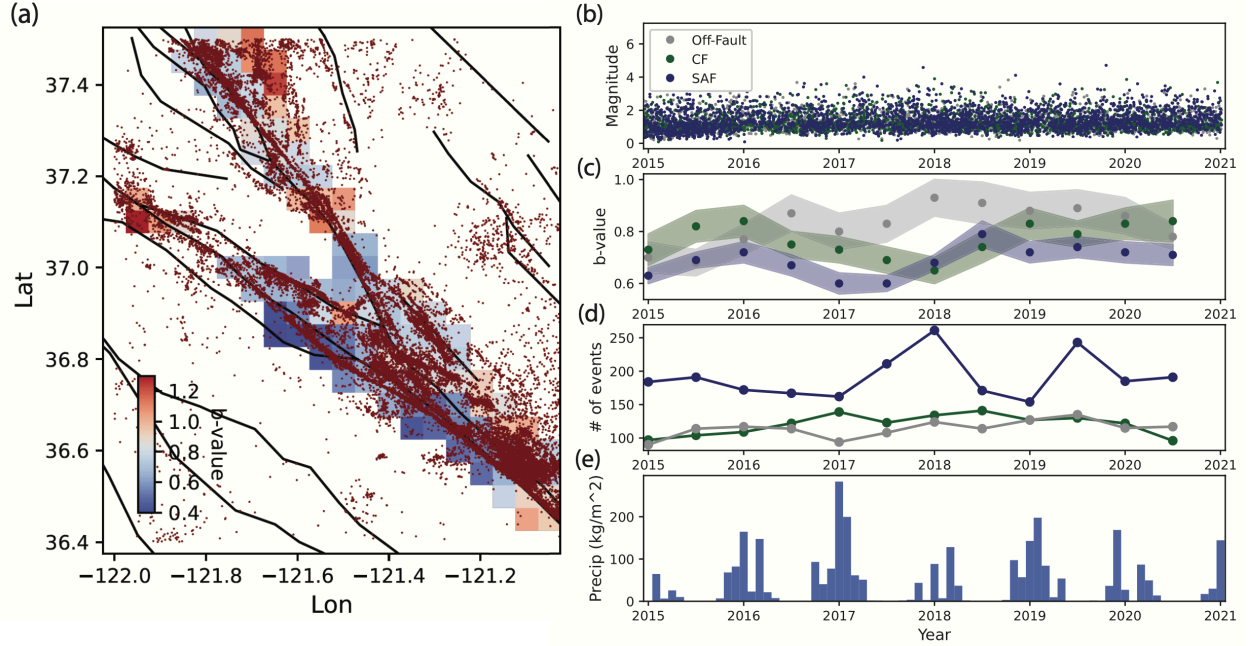 (a)
37.4
37.2
37.0
36.8
36.6
36.4
Lat
−122.0 −121.8 −121.6 −121.4 −121.2
Lon
1.2
1.0
0.8
0.6
0.4
b-value
(b)
Magnitude
6
4
2
0
Off-Fault
CF
SAF
2015 2016 2017 2018 2019 2020 2021
(c)
b-value
1.0
0.8
0.6
2015 2016 2017 2018 2019 2020 2021
(d)
# of events
250
200
150
100
2015 2016 2017 2018 2019 2020 2021
(e)
Precip (kg/m^2)
200
100
0
2015 2016 2017 2018 2019 2020 2021
Year